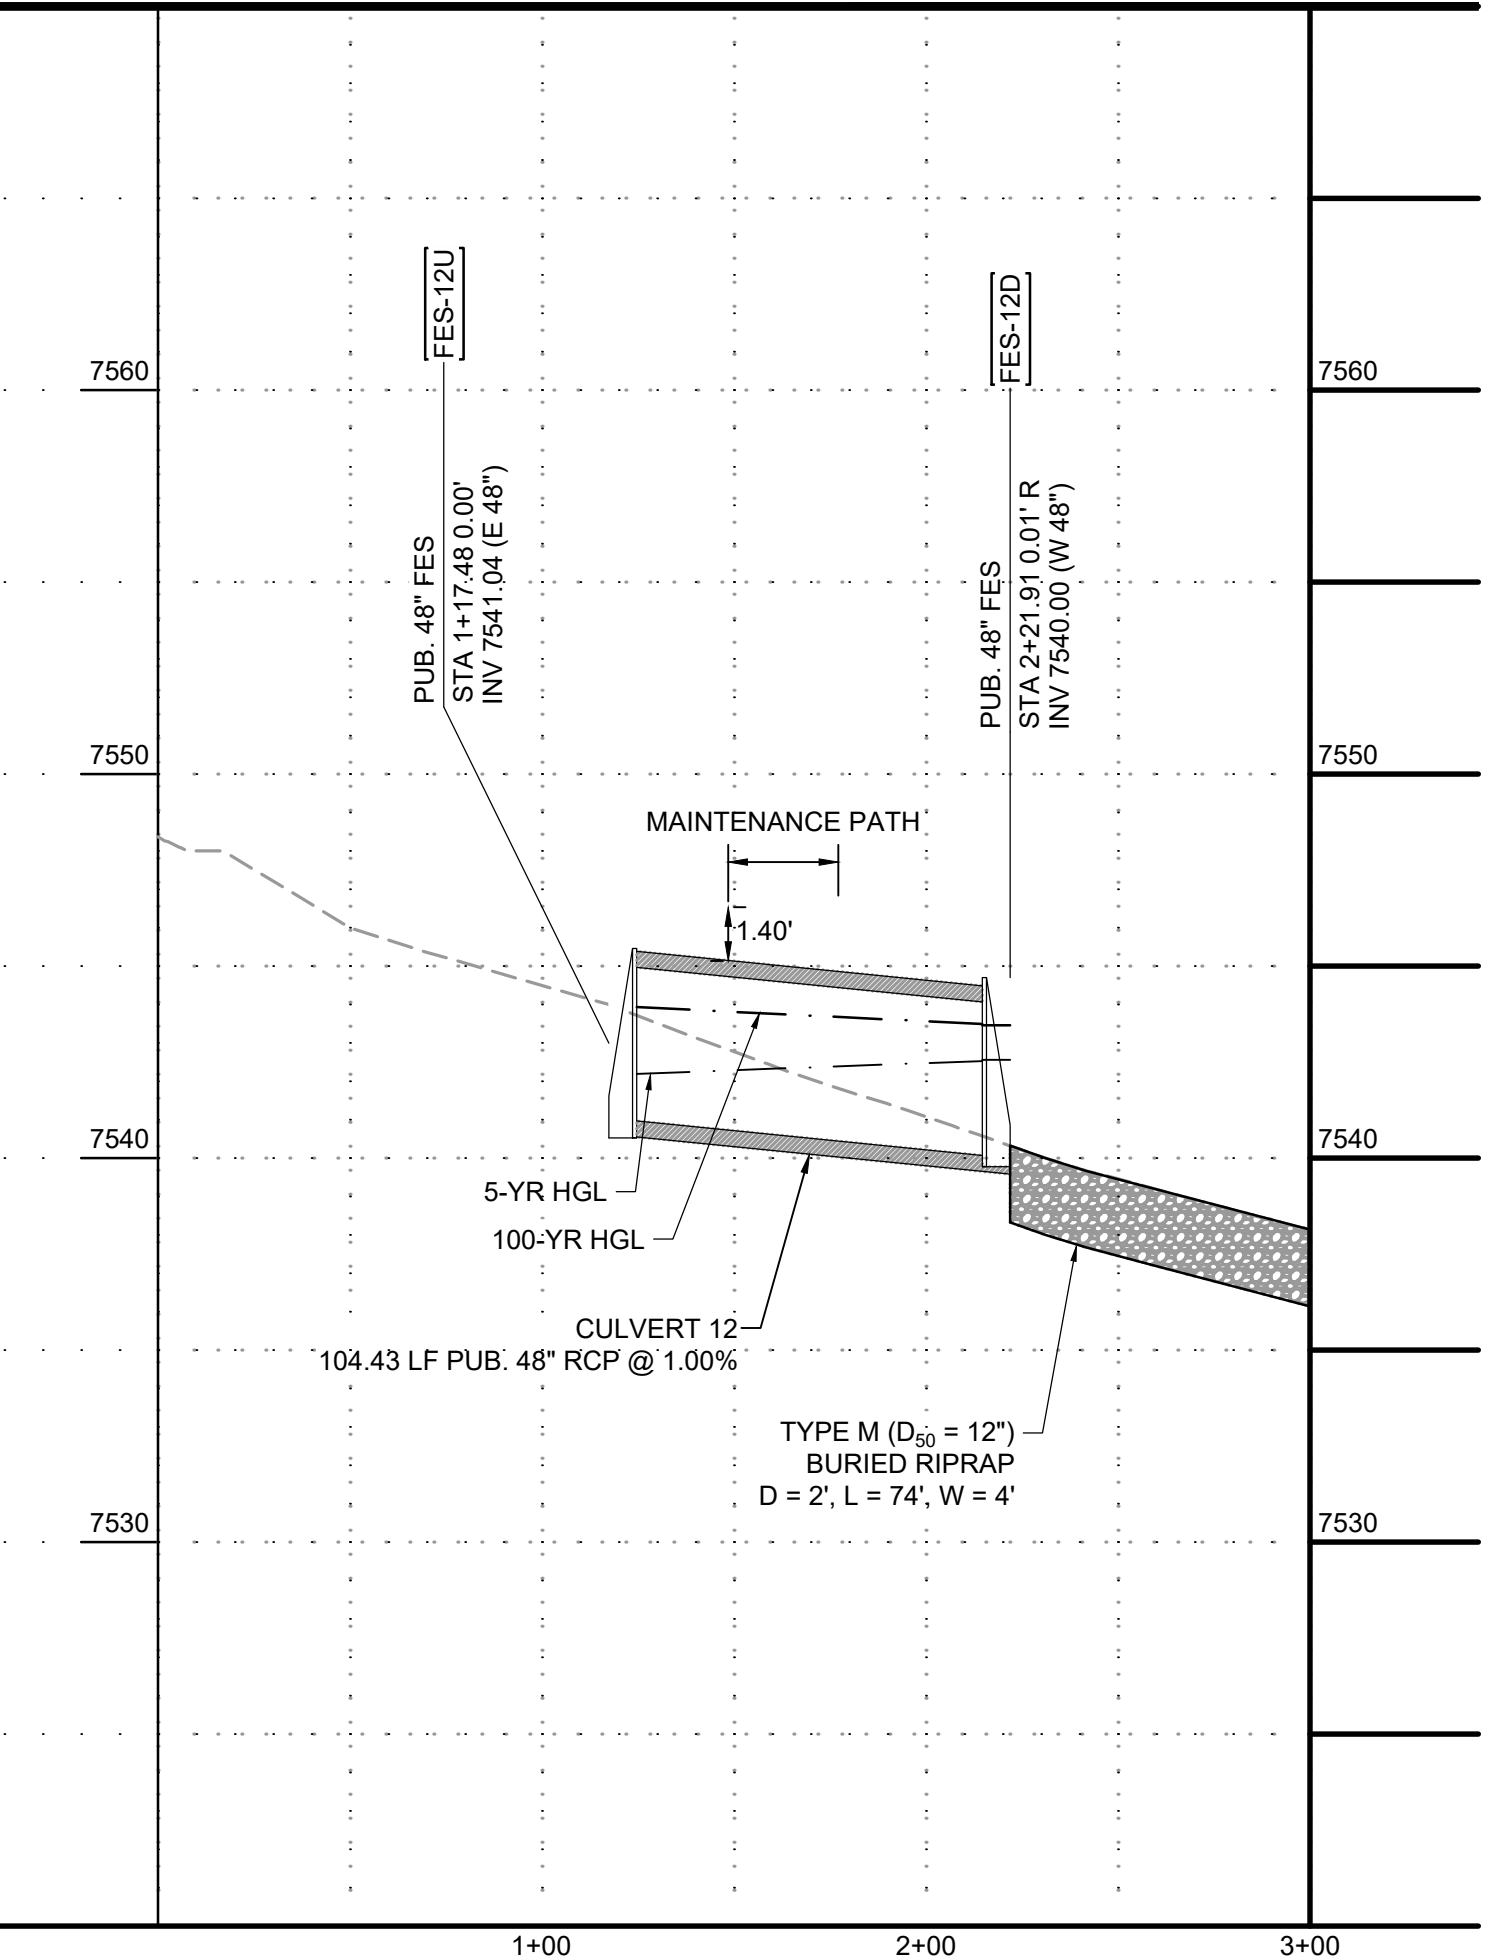 FES-12U
FES-12D
7560
7560
PUB. 48" FES
STA 1+17.48 0.00'
INV 7541.04 (E 48")
PUB. 48" FES
STA 2+21.91 0.01' R
INV 7540.00 (W 48")
7550
7550
MAINTENANCE PATH
1.40'
7540
7540
5-YR HGL
100-YR HGL
CULVERT 12
104.43 LF PUB. 48" RCP @ 1.00%
TYPE M (D50 = 12")
BURIED RIPRAP
D = 2', L = 74', W = 4'
7530
7530
1+00
2+00
3+00